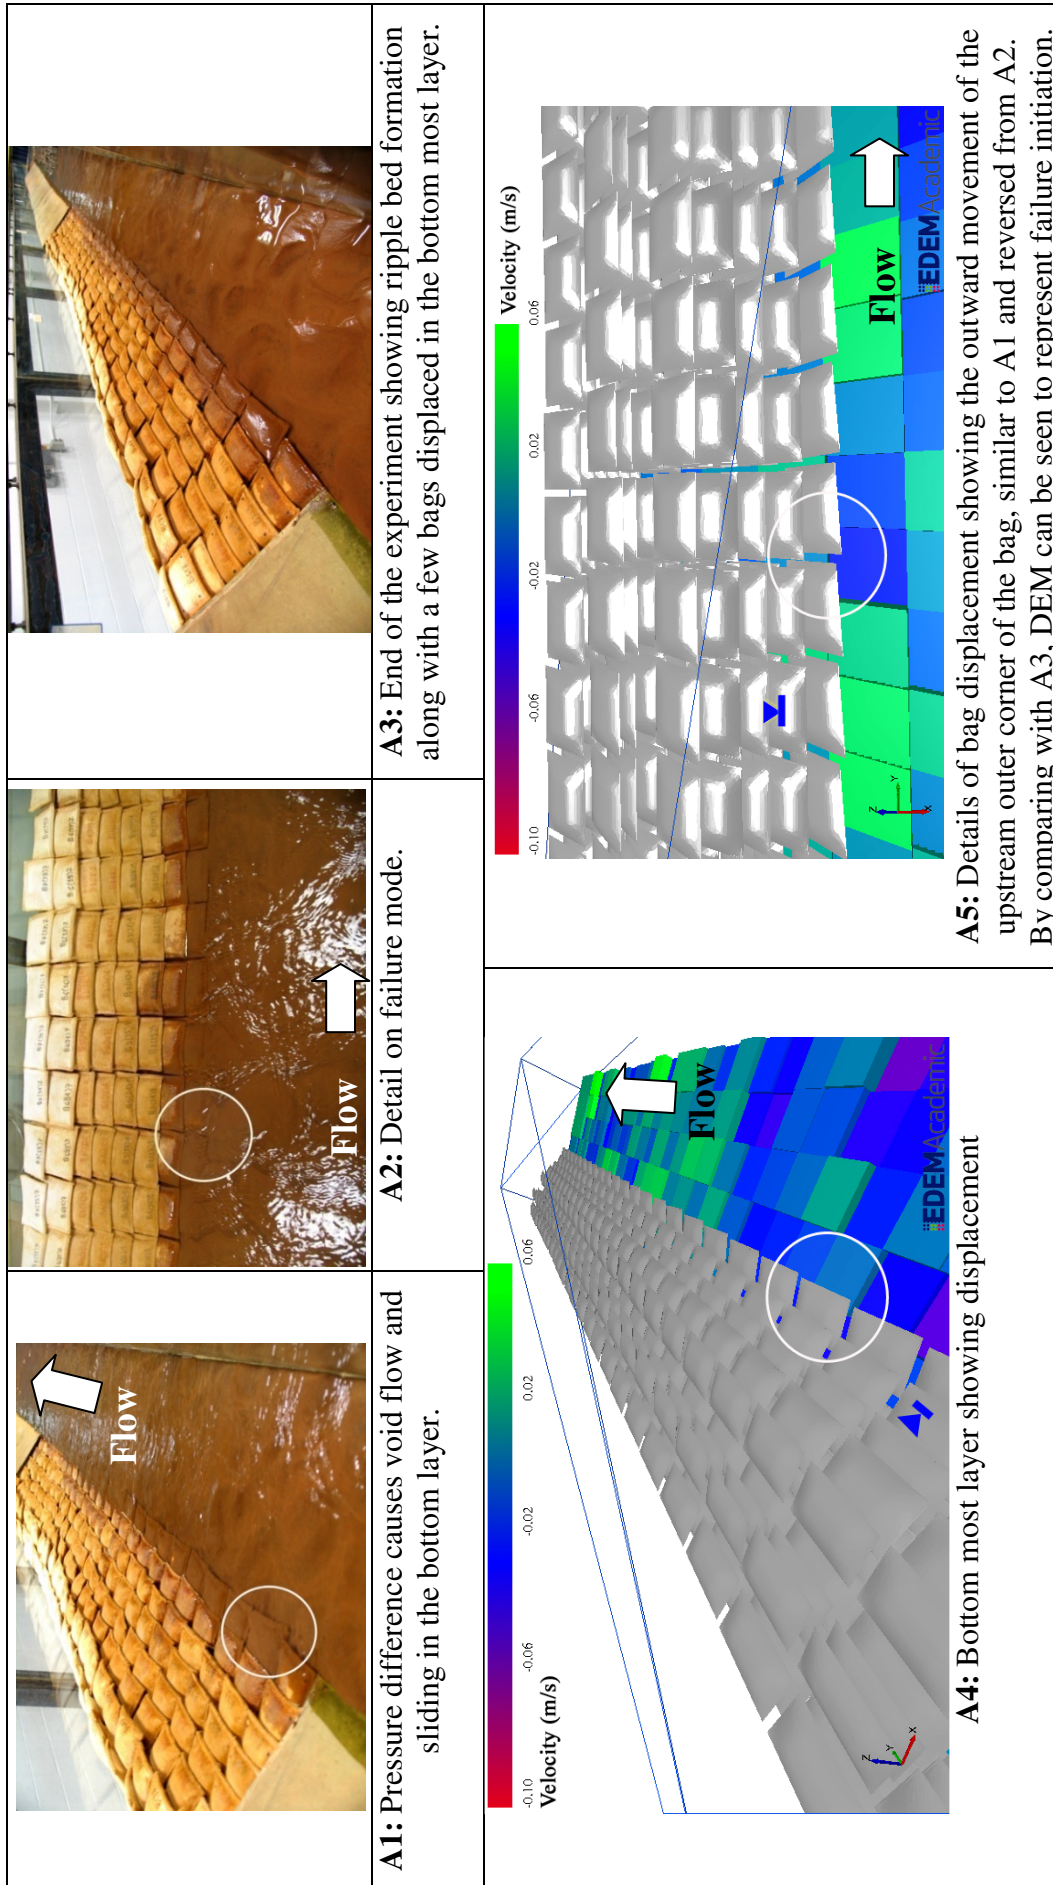 Flow
A1: Pressure difference causes void flow and
sliding in the bottom layer.
Flow
A2: Detail on failure mode.
A3: End of the experiment showing ripple bed formation
along with a few bags displaced in the bottom most layer.
-0.10 -0.06 -0.02 0.02 0.06
Velocity (m/s)
Flow
Z
Y
X
EDEMAcademic
A4: Bottom most layer showing displacement
-0.10 -0.06 -0.02 0.02 0.06 Velocity (m/s)
Flow
Z
Y
X
EDEMAcademic
A5: Details of bag displacement showing the outward movement of the
upstream outer corner of the bag, similar to A1 and reversed from A2.
By comparing with A3, DEM can be seen to represent failure initiation.